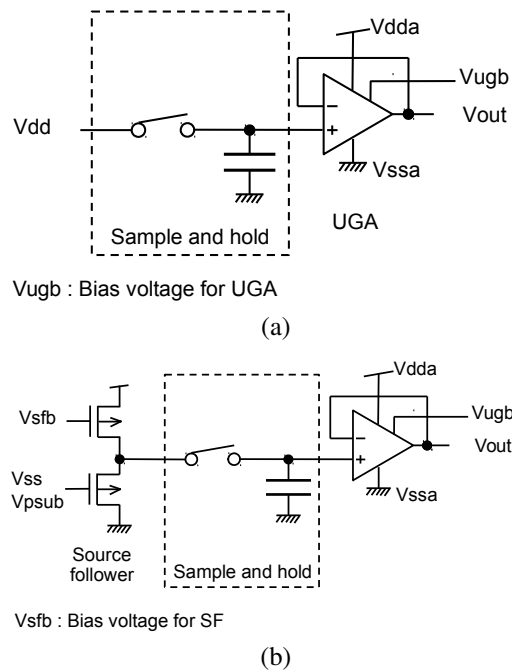 Vdda
Vugb
Vdd
−
+
Vout
Vssa
Sample and hold
UGA
Vugb : Bias voltage for UGA
(a)
Vdda
Vsfb
Vugb
−
+
Vout
Vss
Vpsub
Vssa
Source
follower
Sample and hold
Vsfb : Bias voltage for SF
(b)